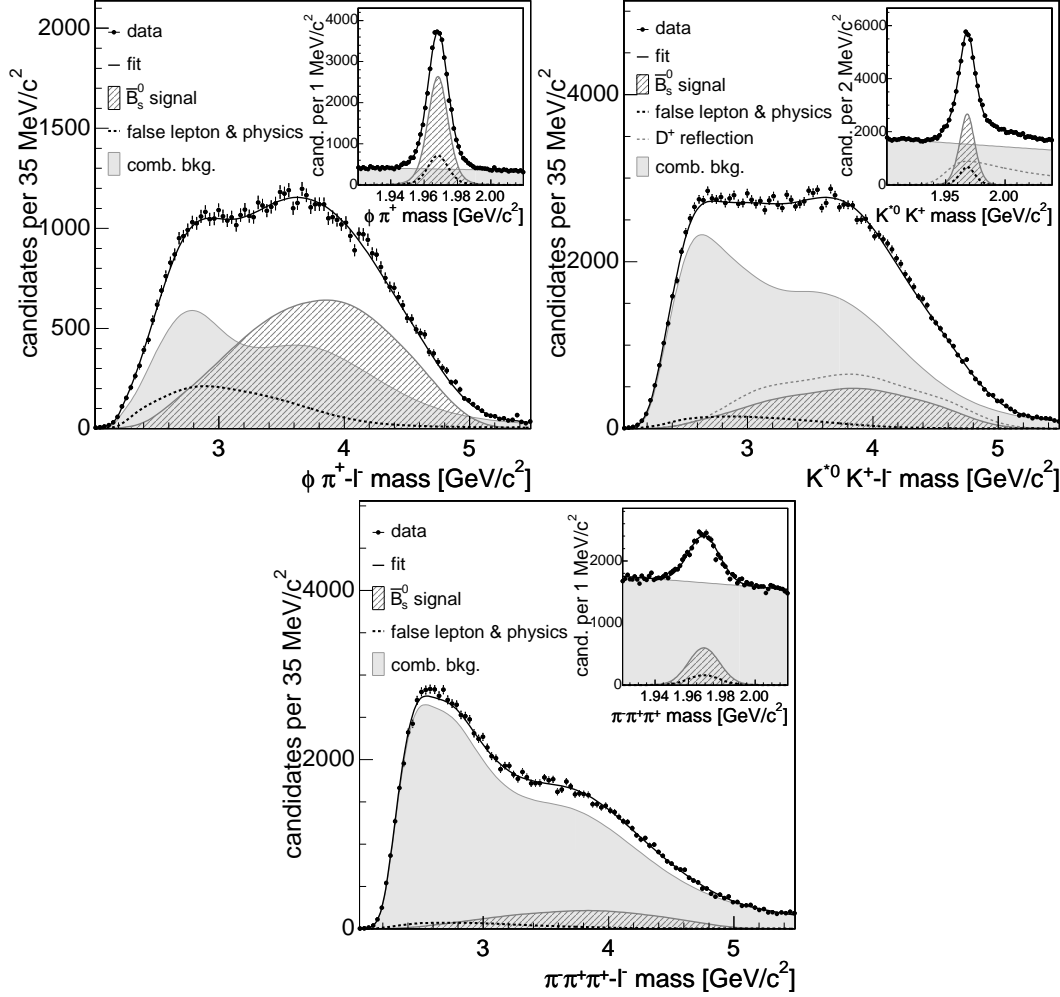 candidates per 35 MeV/c²
2000
1500
1000
500
0
data
fit
B̅⁰ₛ signal
false lepton & physics
comb. bkg.
cand. per 1 MeV/c²
4000
3000
2000
1000
0
1.94 1.96 1.98 2.00
ϕ π⁺ mass [GeV/c²]
3 4 5
ϕ π⁺-l⁻ mass [GeV/c²]
candidates per 35 MeV/c²
4000
2000
0
data
fit
B̅⁰ₛ signal
false lepton & physics
D⁺ reflection
comb. bkg.
cand. per 2 MeV/c²
6000
4000
2000
0
1.95 2.00
K*⁰ K⁺ mass [GeV/c²]
3 4 5
K*⁰ K⁺-l⁻ mass [GeV/c²]
candidates per 35 MeV/c²
4000
2000
0
data
fit
B̅⁰ₛ signal
false lepton & physics
comb. bkg.
cand. per 1 MeV/c²
2000
1000
0
1.94 1.96 1.98 2.00
π⁻π⁺π⁺ mass [GeV/c²]
3 4 5
π⁻π⁺π⁺-l⁻ mass [GeV/c²]